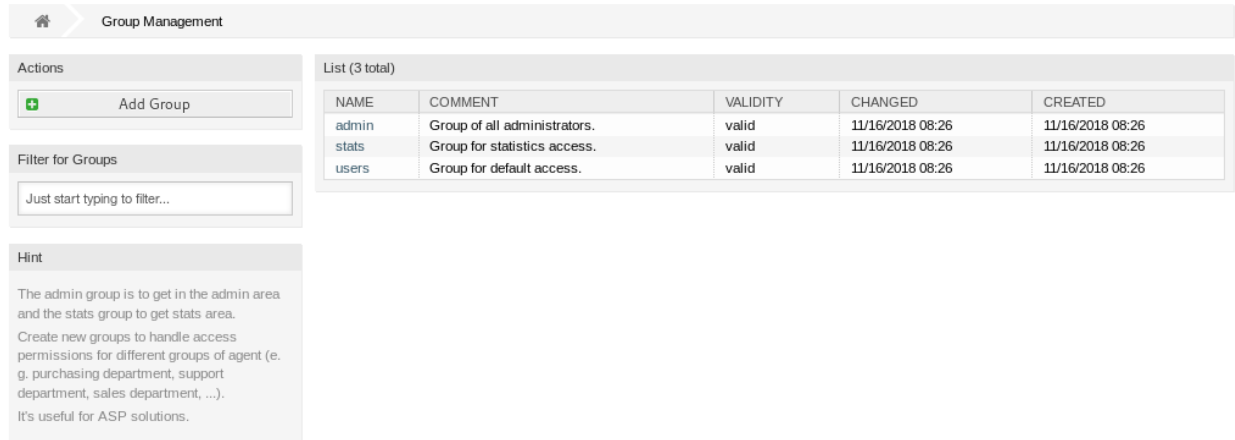 Group Management
Actions
Add Group
Filter for Groups
Just start typing to filter...
Hint
The admin group is to get in the admin area
and the stats group to get stats area.
Create new groups to handle access
permissions for different groups of agent (e.
g. purchasing department, support
department, sales department, ...).
It's useful for ASP solutions.
List (3 total)
NAME COMMENT VALIDITY CHANGED CREATED
admin Group of all administrators. valid 11/16/2018 08:26 11/16/2018 08:26
stats Group for statistics access. valid 11/16/2018 08:26 11/16/2018 08:26
users Group for default access. valid 11/16/2018 08:26 11/16/2018 08:26